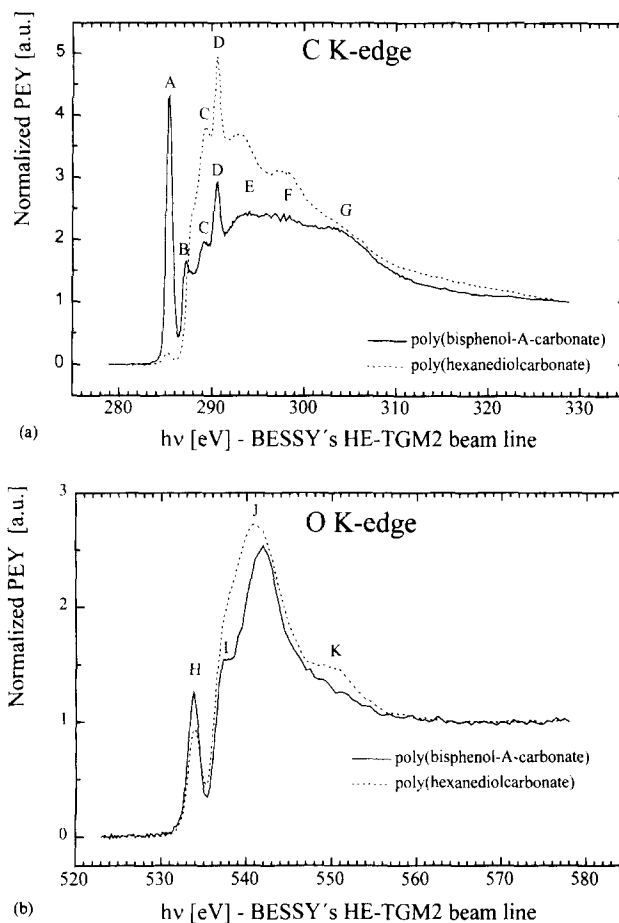 C K-edge
Normalized PEY [a.u.]
5
4
3
2
1
0
A
B
C
C
D
D
E
F
G
poly(bisphenol-A-carbonate)
poly(hexanediolcarbonate)
280
290
300
310
320
330
(a)
hν [eV] - BESSY´s HE-TGM2 beam line
O K-edge
Normalized PEY [a.u.]
3
2
1
0
H
I
J
K
poly(bisphenol-A-carbonate)
poly(hexanediolcarbonate)
520
530
540
550
560
570
580
(b)
hν [eV] - BESSY´s HE-TGM2 beam line